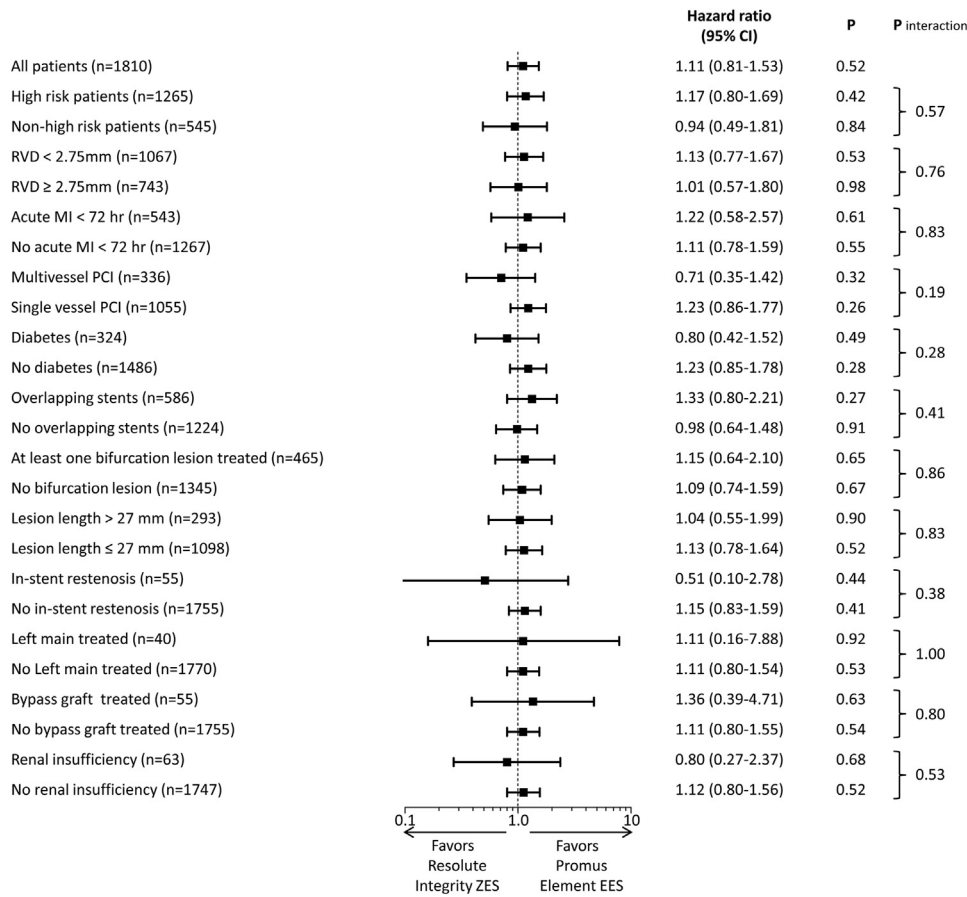 Hazard ratio P P interaction
(95% CI)
All patients (n=1810) 1.11 (0.81-1.53) 0.52
High risk patients (n=1265) 1.17 (0.80-1.69) 0.42
0.57
Non-high risk patients (n=545) 0.94 (0.49-1.81) 0.84
RVD < 2.75mm (n=1067) 1.13 (0.77-1.67) 0.53
0.76
RVD ≥ 2.75mm (n=743) 1.01 (0.57-1.80) 0.98
Acute MI < 72 hr (n=543) 1.22 (0.58-2.57) 0.61
0.83
No acute MI < 72 hr (n=1267) 1.11 (0.78-1.59) 0.55
Multivessel PCI (n=336) 0.71 (0.35-1.42) 0.32
0.19
Single vessel PCI (n=1055) 1.23 (0.86-1.77) 0.26
Diabetes (n=324) 0.80 (0.42-1.52) 0.49
0.28
No diabetes (n=1486) 1.23 (0.85-1.78) 0.28
Overlapping stents (n=586) 1.33 (0.80-2.21) 0.27
0.41
No overlapping stents (n=1224) 0.98 (0.64-1.48) 0.91
At least one bifurcation lesion treated (n=465) 1.15 (0.64-2.10) 0.65
0.86
No bifurcation lesion (n=1345) 1.09 (0.74-1.59) 0.67
Lesion length > 27 mm (n=293) 1.04 (0.55-1.99) 0.90
0.83
Lesion length ≤ 27 mm (n=1098) 1.13 (0.78-1.64) 0.52
In-stent restenosis (n=55) 0.51 (0.10-2.78) 0.44
0.38
No in-stent restenosis (n=1755) 1.15 (0.83-1.59) 0.41
Left main treated (n=40) 1.11 (0.16-7.88) 0.92
1.00
No Left main treated (n=1770) 1.11 (0.80-1.54) 0.53
Bypass graft treated (n=55) 1.36 (0.39-4.71) 0.63
0.80
No bypass graft treated (n=1755) 1.11 (0.80-1.55) 0.54
Renal insufficiency (n=63) 0.80 (0.27-2.37) 0.68
0.53
No renal insufficiency (n=1747) 1.12 (0.80-1.56) 0.52
0.1 1.0 10
Favors Favors
Resolute Promus
Integrity ZES Element EES